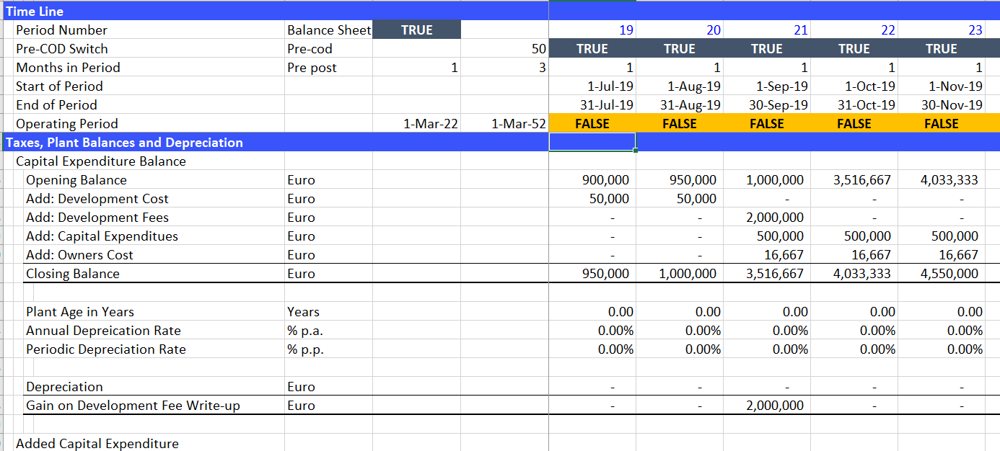 Time Line
Period Number Balance Sheet TRUE 19 20 21 22 23
Pre-COD Switch Pre-cod 50 TRUE TRUE TRUE TRUE TRUE
Months in Period Pre post 1 3 1 1 1 1 1
Start of Period 1-Jul-19 1-Aug-19 1-Sep-19 1-Oct-19 1-Nov-19
End of Period 31-Jul-19 31-Aug-19 30-Sep-19 31-Oct-19 30-Nov-19
Operating Period 1-Mar-22 1-Mar-52 FALSE FALSE FALSE FALSE FALSE
Taxes, Plant Balances and Depreciation
Capital Expenditure Balance
Opening Balance Euro 900,000 950,000 1,000,000 3,516,667 4,033,333
Add: Development Cost Euro 50,000 50,000 - - -
Add: Development Fees Euro - - 2,000,000 - -
Add: Capital Expenditues Euro - - 500,000 500,000 500,000
Add: Owners Cost Euro - - 16,667 16,667 16,667
Closing Balance Euro 950,000 1,000,000 3,516,667 4,033,333 4,550,000
Plant Age in Years Years 0.00 0.00 0.00 0.00 0.00
Annual Depreication Rate % p.a. 0.00% 0.00% 0.00% 0.00% 0.00%
Periodic Depreciation Rate % p.p. 0.00% 0.00% 0.00% 0.00% 0.00%
Depreciation Euro - - - - -
Gain on Development Fee Write-up Euro - - 2,000,000 - -
Added Capital Expenditure